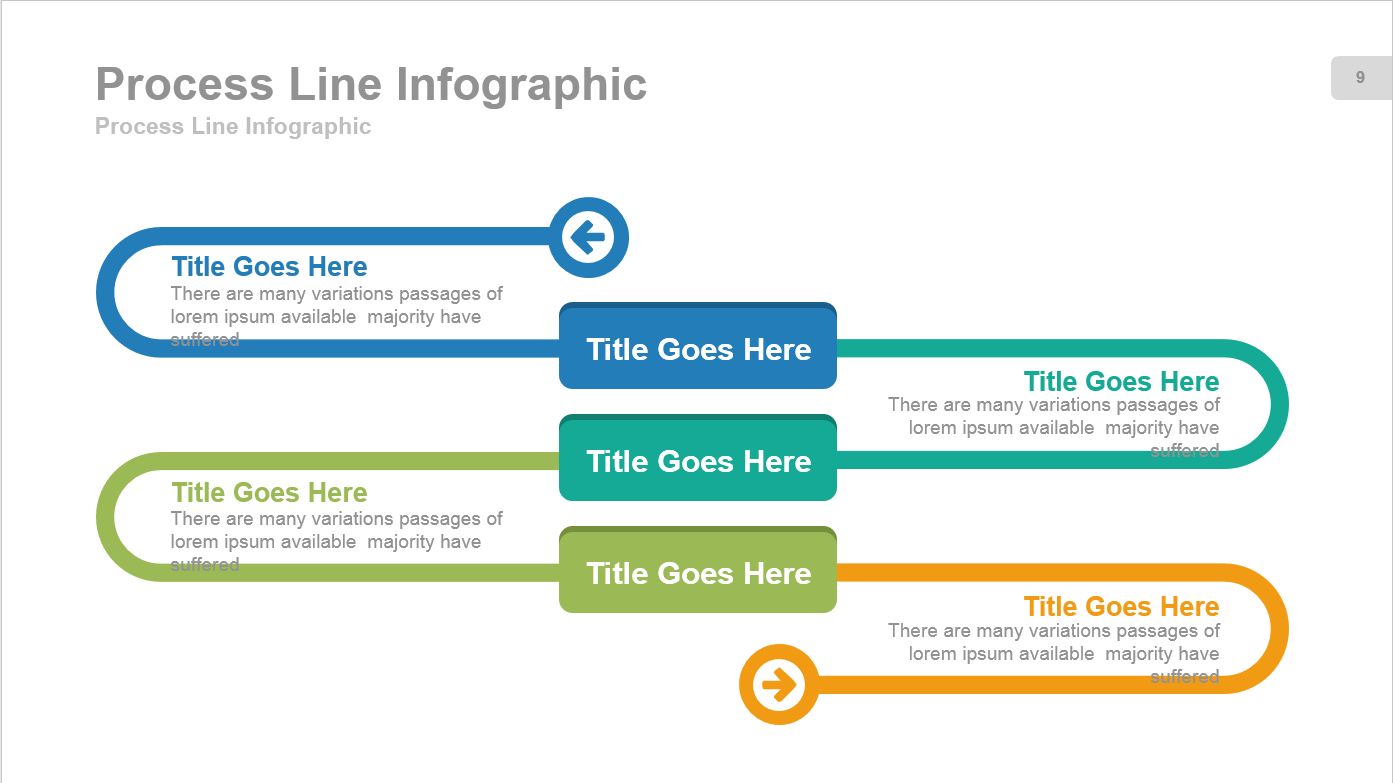 Process Line Infographic
Process Line Infographic
9
Title Goes Here
There are many variations passages of
lorem ipsum available  majority have
suffered
Title Goes Here
Title Goes Here
There are many variations passages of
lorem ipsum available  majority have
suffered
Title Goes Here
Title Goes Here
There are many variations passages of
lorem ipsum available  majority have
suffered
Title Goes Here
Title Goes Here
There are many variations passages of
lorem ipsum available  majority have
suffered